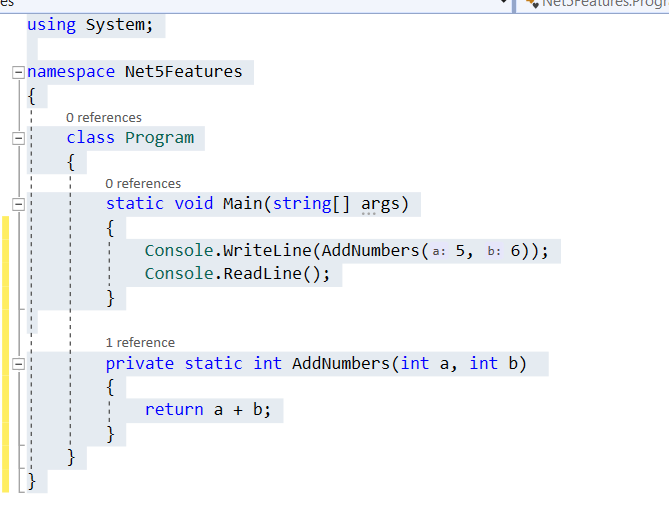 es Net5Features.Progr
using System;
namespace Net5Features
{
0 references
class Program
{
0 references
static void Main(string[] args)
{
Console.WriteLine(AddNumbers(a: 5, b: 6));
Console.ReadLine();
}
1 reference
private static int AddNumbers(int a, int b)
{
return a + b;
}
}
}